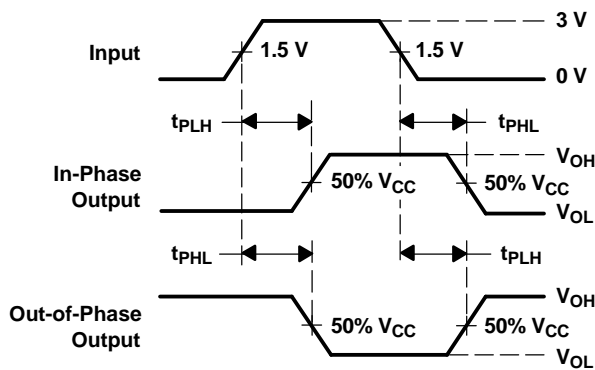 3 V
Input
1.5 V
1.5 V
0 V
tPLH
tPHL
VOH
In-Phase
Output
50% VCC
50% VCC
VOL
tPHL
tPLH
VOH
Out-of-Phase
Output
50% VCC
50% VCC
VOL